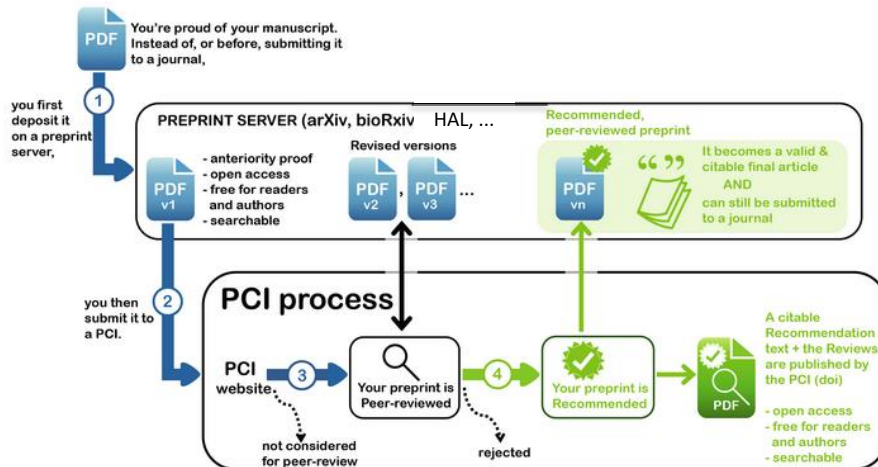 PDF
You're proud of your manuscript.
Instead of, or before, submitting it
to a journal,
1
you first
deposit it
on a preprint
server,
PREPRINT SERVER (arXiv, bioRxiv HAL, ...
PDF
v1
- anteriority proof
- open access
- free for readers
and authors
- searchable
Revised versions
PDF
v2
,
PDF
v3
...
Recommended,
peer-reviewed preprint
PDF
vn
“ ”
It becomes a valid &
citable final article
AND
can still be submitted
to a journal
2
you then
submit it to
a PCI.
PCI process
PCI
website
3
Your preprint is
Peer-reviewed
4
Your preprint is
Recommended
not considered
for peer-review
rejected
PDF
A citable
Recommendation
text + the Reviews
are published by
the PCI (doi)
- open access
- free for readers
and authors
- searchable